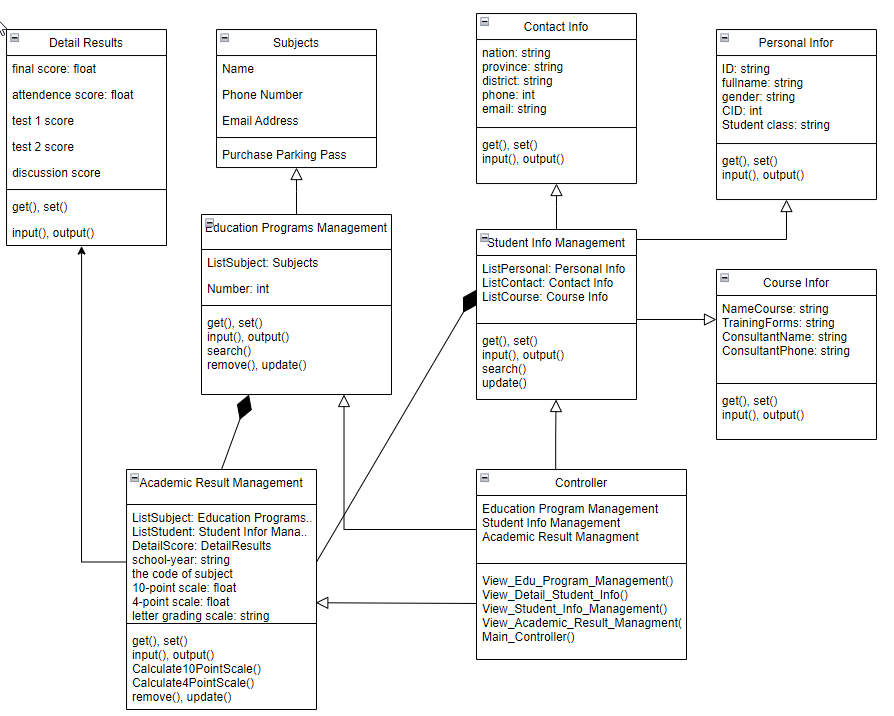 Detail Results
final score: float
attendence score: float
test 1 score
test 2 score
discussion score
get(), set()
input(), output()
Subjects
Name
Phone Number
Email Address
Purchase Parking Pass
Contact Info
nation: string
province: string
district: string
phone: int
email: string
get(), set()
input(), output()
Personal Infor
ID: string
fullname: string
gender: string
CID: int
Student class: string
get(), set()
input(), output()
Education Programs Management
ListSubject: Subjects
Number: int
get(), set()
input(), output()
search()
remove(), update()
Student Info Management
ListPersonal: Personal Info
ListContact: Contact Info
ListCourse: Course Info
get(), set()
input(), output()
search()
update()
Course Infor
NameCourse: string
TrainingForms: string
ConsultantName: string
ConsultantPhone: string
get(), set()
input(), output()
Academic Result Management
ListSubject: Education Programs..
ListStudent: Student Infor Mana..
DetailScore: DetailResults
school-year: string
the code of subject
10-point scale: float
4-point scale: float
letter grading scale: string
get(), set()
input(), output()
Calculate10PointScale()
Calculate4PointScale()
remove(), update()
Controller
Education Program Management
Student Info Management
Academic Result Managment
View_Edu_Program_Management()
View_Detail_Student_Info()
View_Student_Info_Management()
View_Academic_Result_Managment(
Main_Controller()